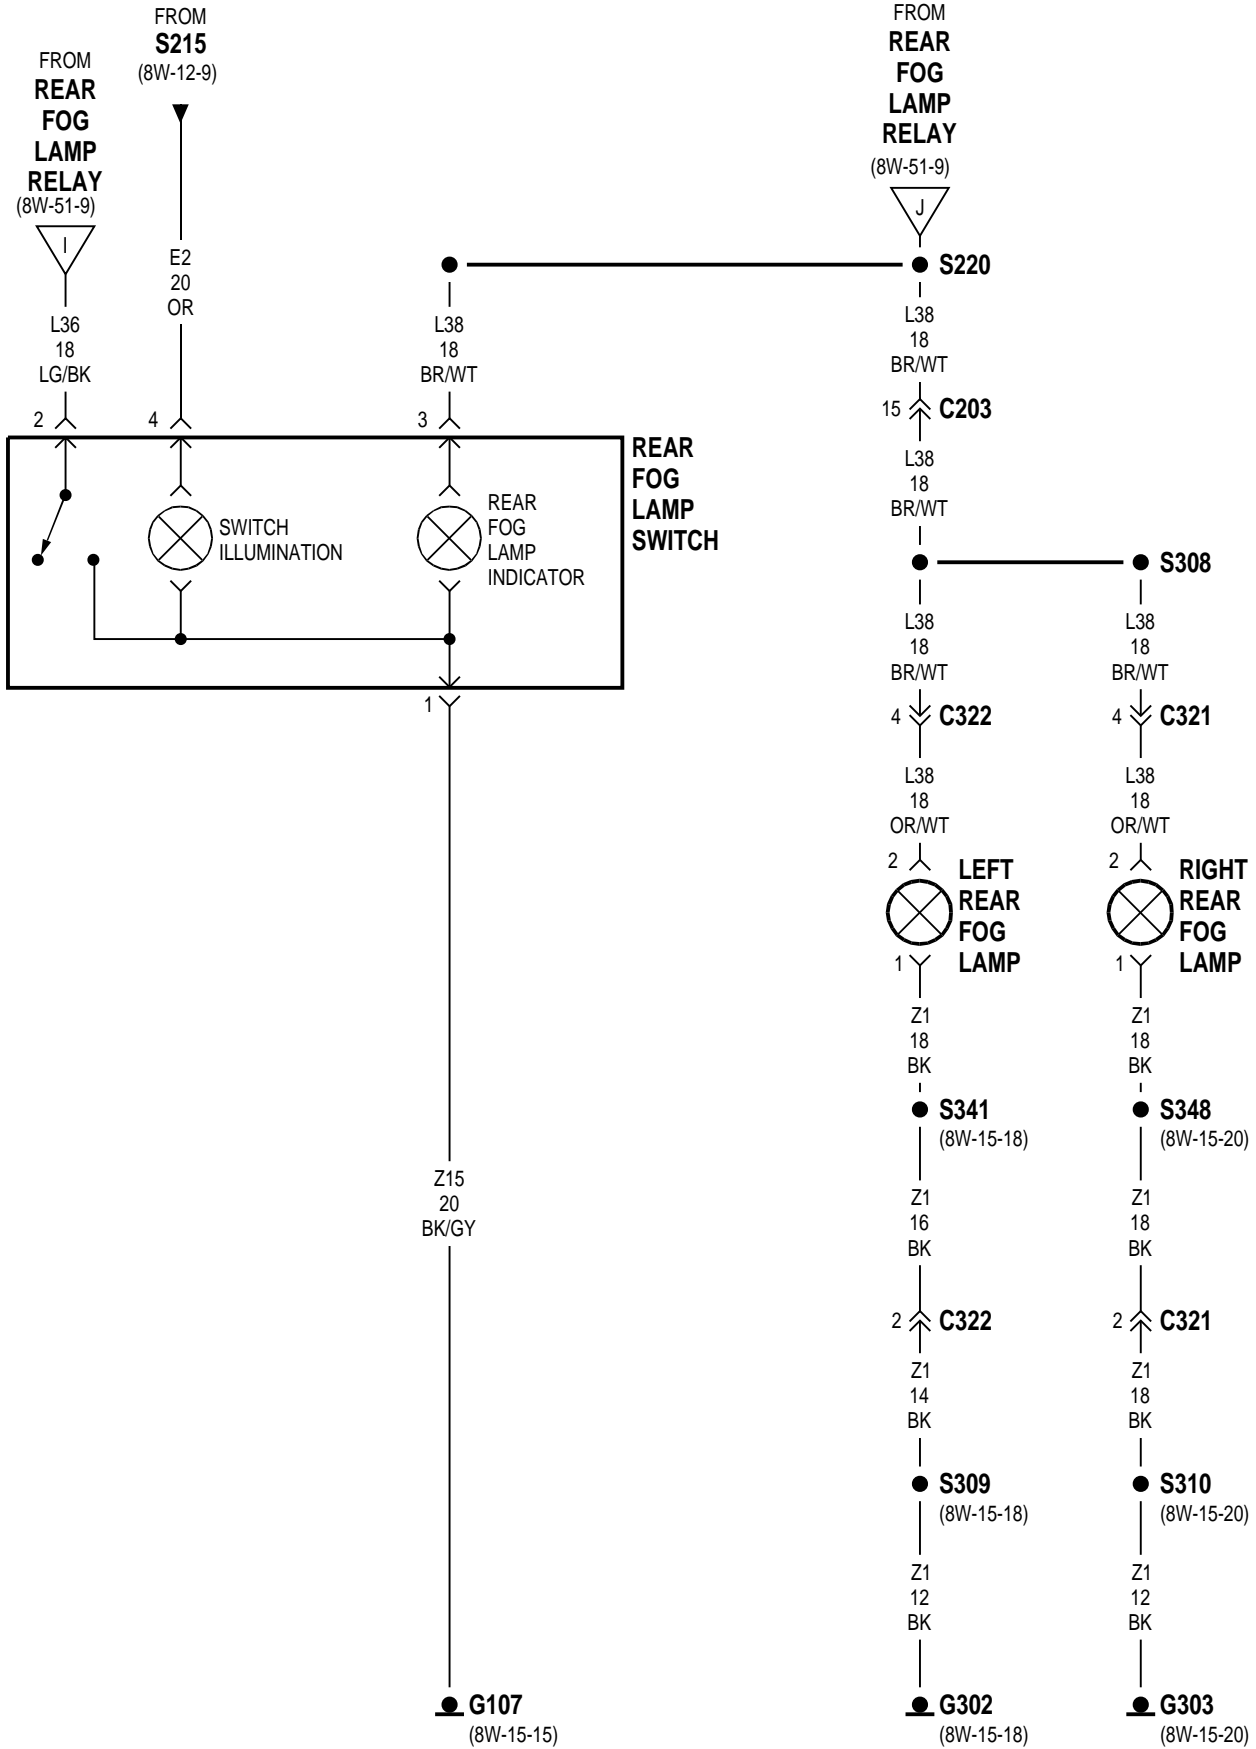 FROM
S215
(8W-12-9)
FROM
REAR
FOG
LAMP
RELAY
(8W-51-9)
I
FROM
REAR
FOG
LAMP
RELAY
(8W-51-9)
J
S220
E2
20
OR
L36
18
LG/BK
L38
18
BR/WT
L38
18
BR/WT
2
4
3
15
C203
REAR
FOG
LAMP
SWITCH
SWITCH
ILLUMINATION
REAR
FOG
LAMP
INDICATOR
1
L38
18
BR/WT
S308
L38
18
BR/WT
L38
18
BR/WT
4
C322
4
C321
L38
18
OR/WT
L38
18
OR/WT
2
LEFT
REAR
FOG
LAMP
1
2
RIGHT
REAR
FOG
LAMP
1
Z1
18
BK
Z1
18
BK
S341
(8W-15-18)
S348
(8W-15-20)
Z15
20
BK/GY
Z1
16
BK
Z1
18
BK
2
C322
2
C321
Z1
14
BK
Z1
18
BK
S309
(8W-15-18)
S310
(8W-15-20)
Z1
12
BK
Z1
12
BK
G107
(8W-15-15)
G302
(8W-15-18)
G303
(8W-15-20)